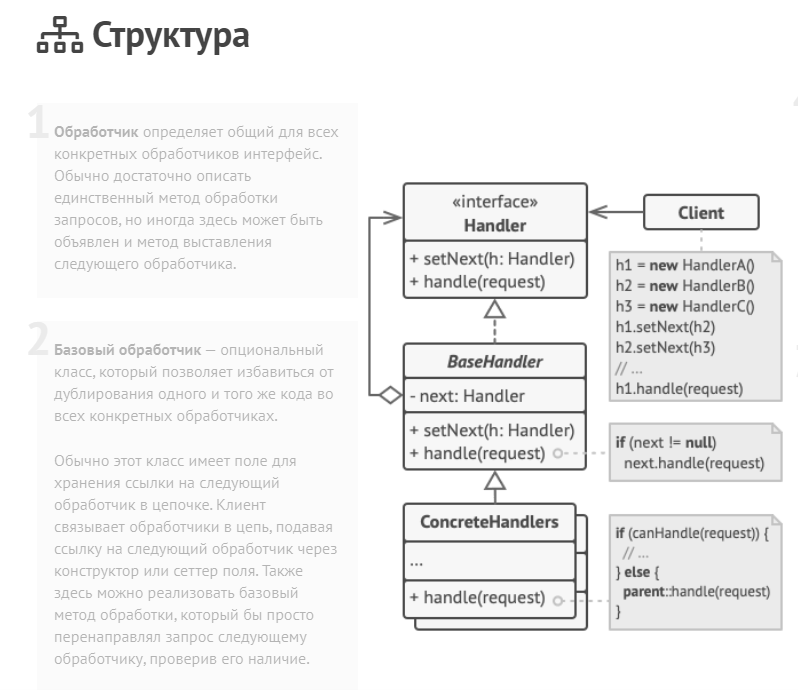 Структура
1
Обработчик определяет общий для всех
конкретных обработчиков интерфейс.
Обычно достаточно описать
единственный метод обработки
запросов, но иногда здесь может быть
объявлен и метод выставления
следующего обработчика.
2
Базовый обработчик — опциональный
класс, который позволяет избавиться от
дублирования одного и того же кода во
всех конкретных обработчиках.
Обычно этот класс имеет поле для
хранения ссылки на следующий
обработчик в цепочке. Клиент
связывает обработчики в цепь, подавая
ссылку на следующий обработчик через
конструктор или сеттер поля. Также
здесь можно реализовать базовый
метод обработки, который бы просто
перенаправлял запрос следующему
обработчику, проверив его наличие.
«interface»
Handler
+ setNext(h: Handler)
+ handle(request)
Client
h1 = new HandlerA()
h2 = new HandlerB()
h3 = new HandlerC()
h1.setNext(h2)
h2.setNext(h3)
// ...
h1.handle(request)
BaseHandler
- next: Handler
+ setNext(h: Handler)
+ handle(request)
if (next != null)
next.handle(request)
ConcreteHandlers
...
+ handle(request)
if (canHandle(request)) {
// ...
} else {
parent::handle(request)
}